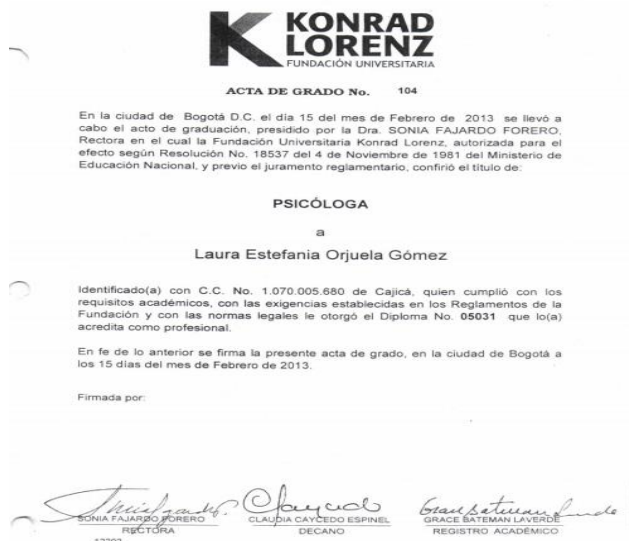 KONRAD
LORENZ
FUNDACIÓN UNIVERSITARIA
ACTA DE GRADO No. 104
En la ciudad de Bogotá D.C. el día 15 del mes de Febrero de 2013 se llevó a
cabo el acto de graduación, presidido por la Dra. SONIA FAJARDO FORERO,
Rectora en el cual la Fundación Universitaria Konrad Lorenz, autorizada para el
efecto según Resolución No. 18537 del 4 de Noviembre de 1981 del Ministerio de
Educación Nacional, y previo el juramento reglamentario, confirió el título de:
PSICÓLOGA
a
Laura Estefania Orjuela Gómez
Identificado(a) con C.C. No. 1.070.005.680 de Cajicá, quien cumplió con los
requisitos académicos, con las exigencias establecidas en los Reglamentos de la
Fundación y con las normas legales le otorgó el Diploma No. 05031 que lo(a)
acredita como profesional.
En fe de lo anterior se firma la presente acta de grado, en la ciudad de Bogotá a
los 15 días del mes de Febrero de 2013.
Firmada por:
SONIA FAJARDO FORERO CLAUDIA CAYCEDO ESPINEL GRACE BATEMAN LAVERDE
RECTORA DECANO REGISTRO ACADÉMICO